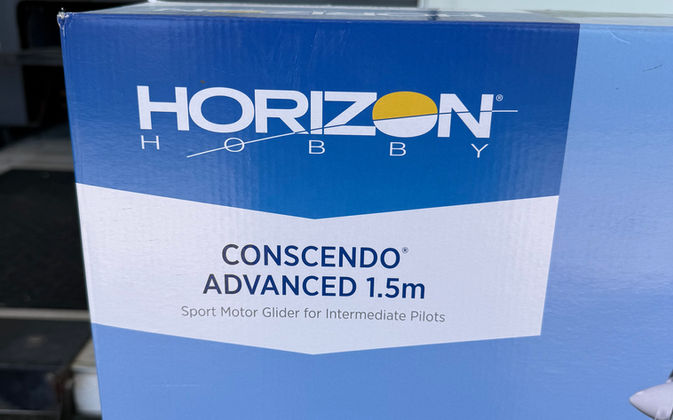 HORIZON®
HOBBY
CONSCENDO®
ADVANCED 1.5m
Sport Motor Glider for Intermediate Pilots